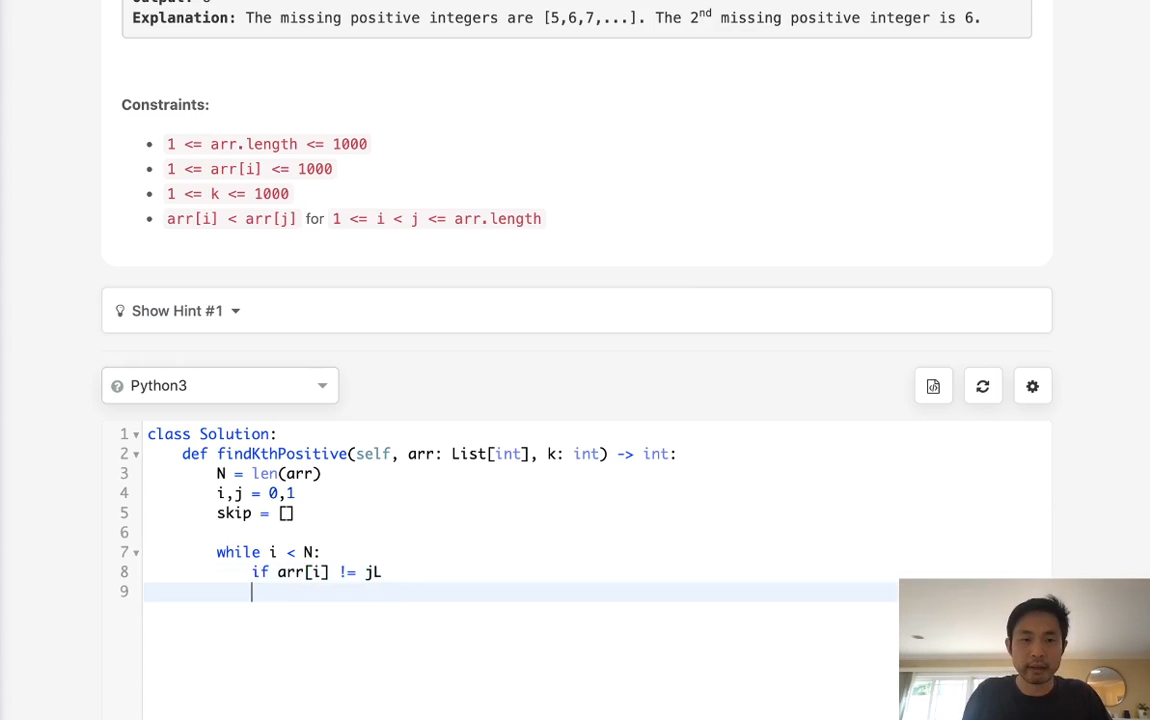 Explanation: The missing positive integers are [5,6,7,...]. The 2nd missing positive integer is 6.
Constraints:
• 1 <= arr.length <= 1000
• 1 <= arr[i] <= 1000
• 1 <= k <= 1000
• arr[i] < arr[j] for 1 <= i < j <= arr.length
Show Hint #1
Python3
1 class Solution:
2 def findKthPositive(self, arr: List[int], k: int) -> int:
3 N = len(arr)
4 i,j = 0,1
5 skip = []
6
7 while i < N:
8 if arr[i] != jL
9